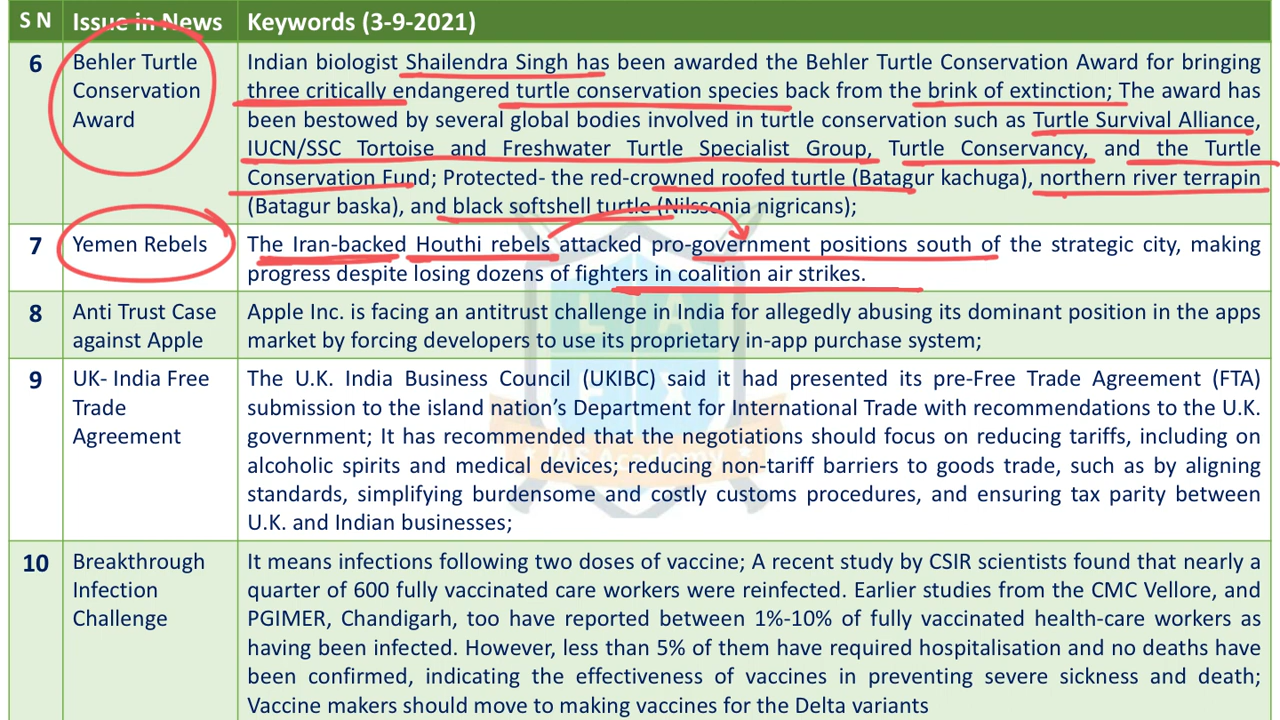 S N Issue in News Keywords (3-9-2021)
6 Behler Turtle Conservation Award
Indian biologist Shailendra Singh has been awarded the Behler Turtle Conservation Award for bringing
three critically endangered turtle conservation species back from the brink of extinction; The award has
been bestowed by several global bodies involved in turtle conservation such as Turtle Survival Alliance,
IUCN/SSC Tortoise and Freshwater Turtle Specialist Group, Turtle Conservancy, and the Turtle
Conservation Fund; Protected- the red-crowned roofed turtle (Batagur kachuga), northern river terrapin
(Batagur baska), and black softshell turtle (Nilssonia nigricans);
7 Yemen Rebels
The Iran-backed Houthi rebels attacked pro-government positions south of the strategic city, making
progress despite losing dozens of fighters in coalition air strikes.
8 Anti Trust Case against Apple
Apple Inc. is facing an antitrust challenge in India for allegedly abusing its dominant position in the apps
market by forcing developers to use its proprietary in-app purchase system;
9 UK- India Free Trade Agreement
The U.K. India Business Council (UKIBC) said it had presented its pre-Free Trade Agreement (FTA)
submission to the island nation's Department for International Trade with recommendations to the U.K.
government; It has recommended that the negotiations should focus on reducing tariffs, including on
alcoholic spirits and medical devices; reducing non-tariff barriers to goods trade, such as by aligning
standards, simplifying burdensome and costly customs procedures, and ensuring tax parity between
U.K. and Indian businesses;
10 Breakthrough Infection Challenge
It means infections following two doses of vaccine; A recent study by CSIR scientists found that nearly a
quarter of 600 fully vaccinated care workers were reinfected. Earlier studies from the CMC Vellore, and
PGIMER, Chandigarh, too have reported between 1%-10% of fully vaccinated health-care workers as
having been infected. However, less than 5% of them have required hospitalisation and no deaths have
been confirmed, indicating the effectiveness of vaccines in preventing severe sickness and death;
Vaccine makers should move to making vaccines for the Delta variants